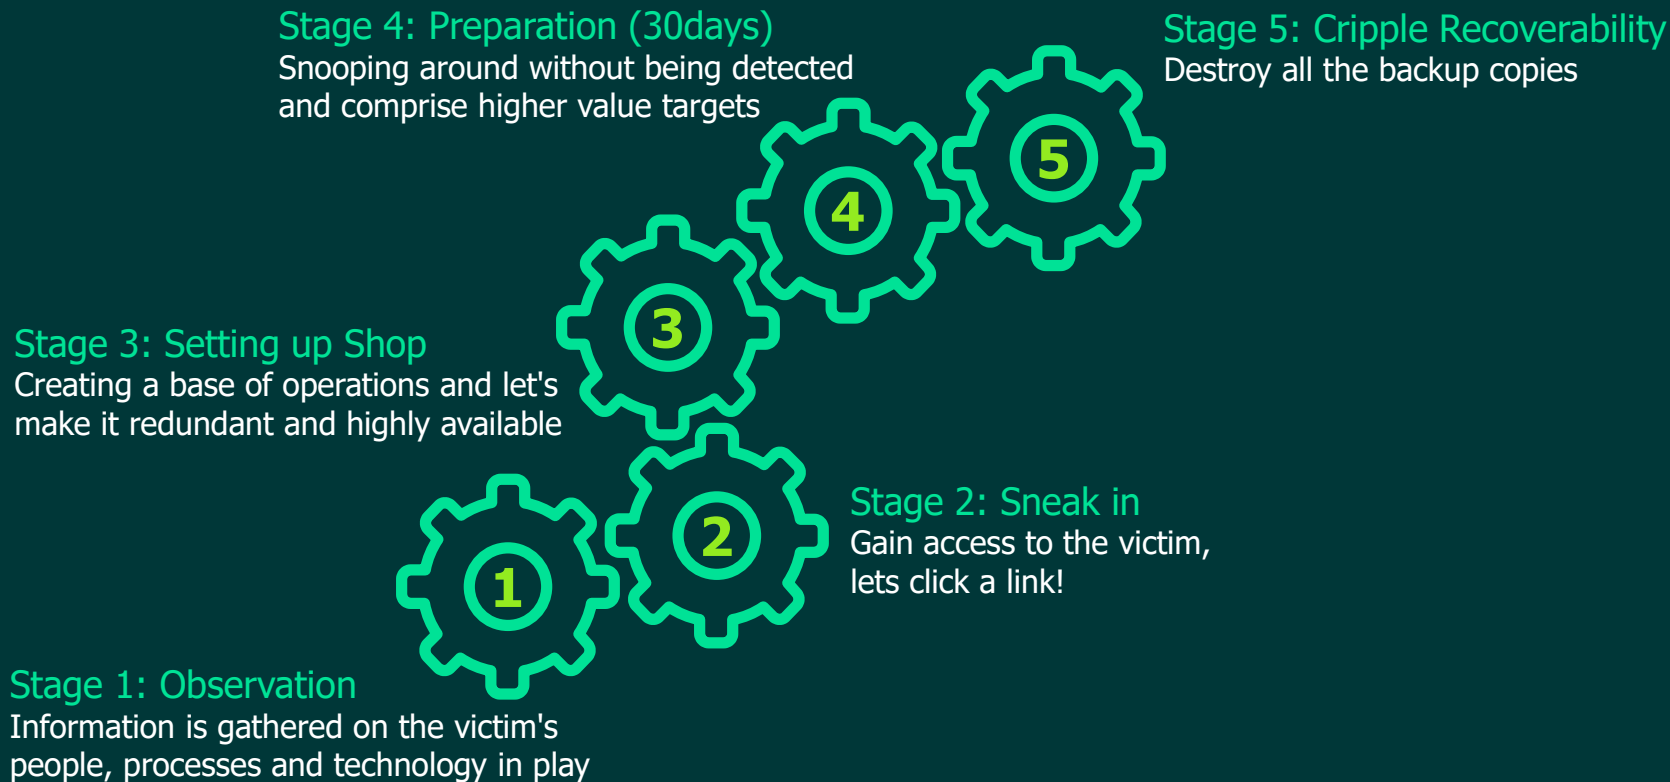 Stage 4: Preparation (30days)
Snooping around without being detected
and comprise higher value targets
Stage 5: Cripple Recoverability
Destroy all the backup copies
5
4
3
Stage 3: Setting up Shop
Creating a base of operations and let's
make it redundant and highly available
Stage 2: Sneak in
Gain access to the victim,
lets click a link!
2
1
Stage 1: Observation
Information is gathered on the victim's
people, processes and technology in play